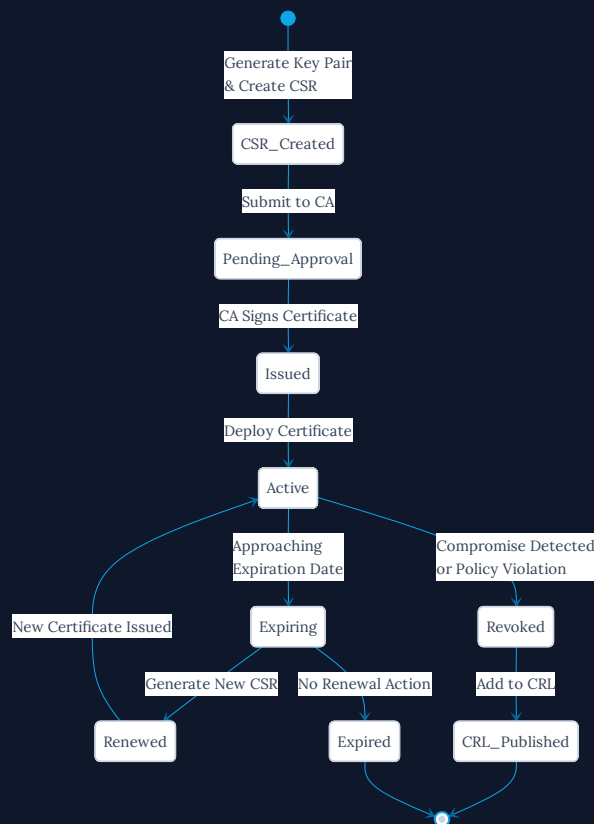 Generate Key Pair
& Create CSR
CSR_Created
Submit to CA
Pending_Approval
CA Signs Certificate
Issued
Deploy Certificate
Active
Approaching
Expiration Date
Compromise Detected
or Policy Violation
New Certificate Issued
Expiring
Revoked
Generate New CSR
No Renewal Action
Add to CRL
Renewed
Expired
CRL_Published